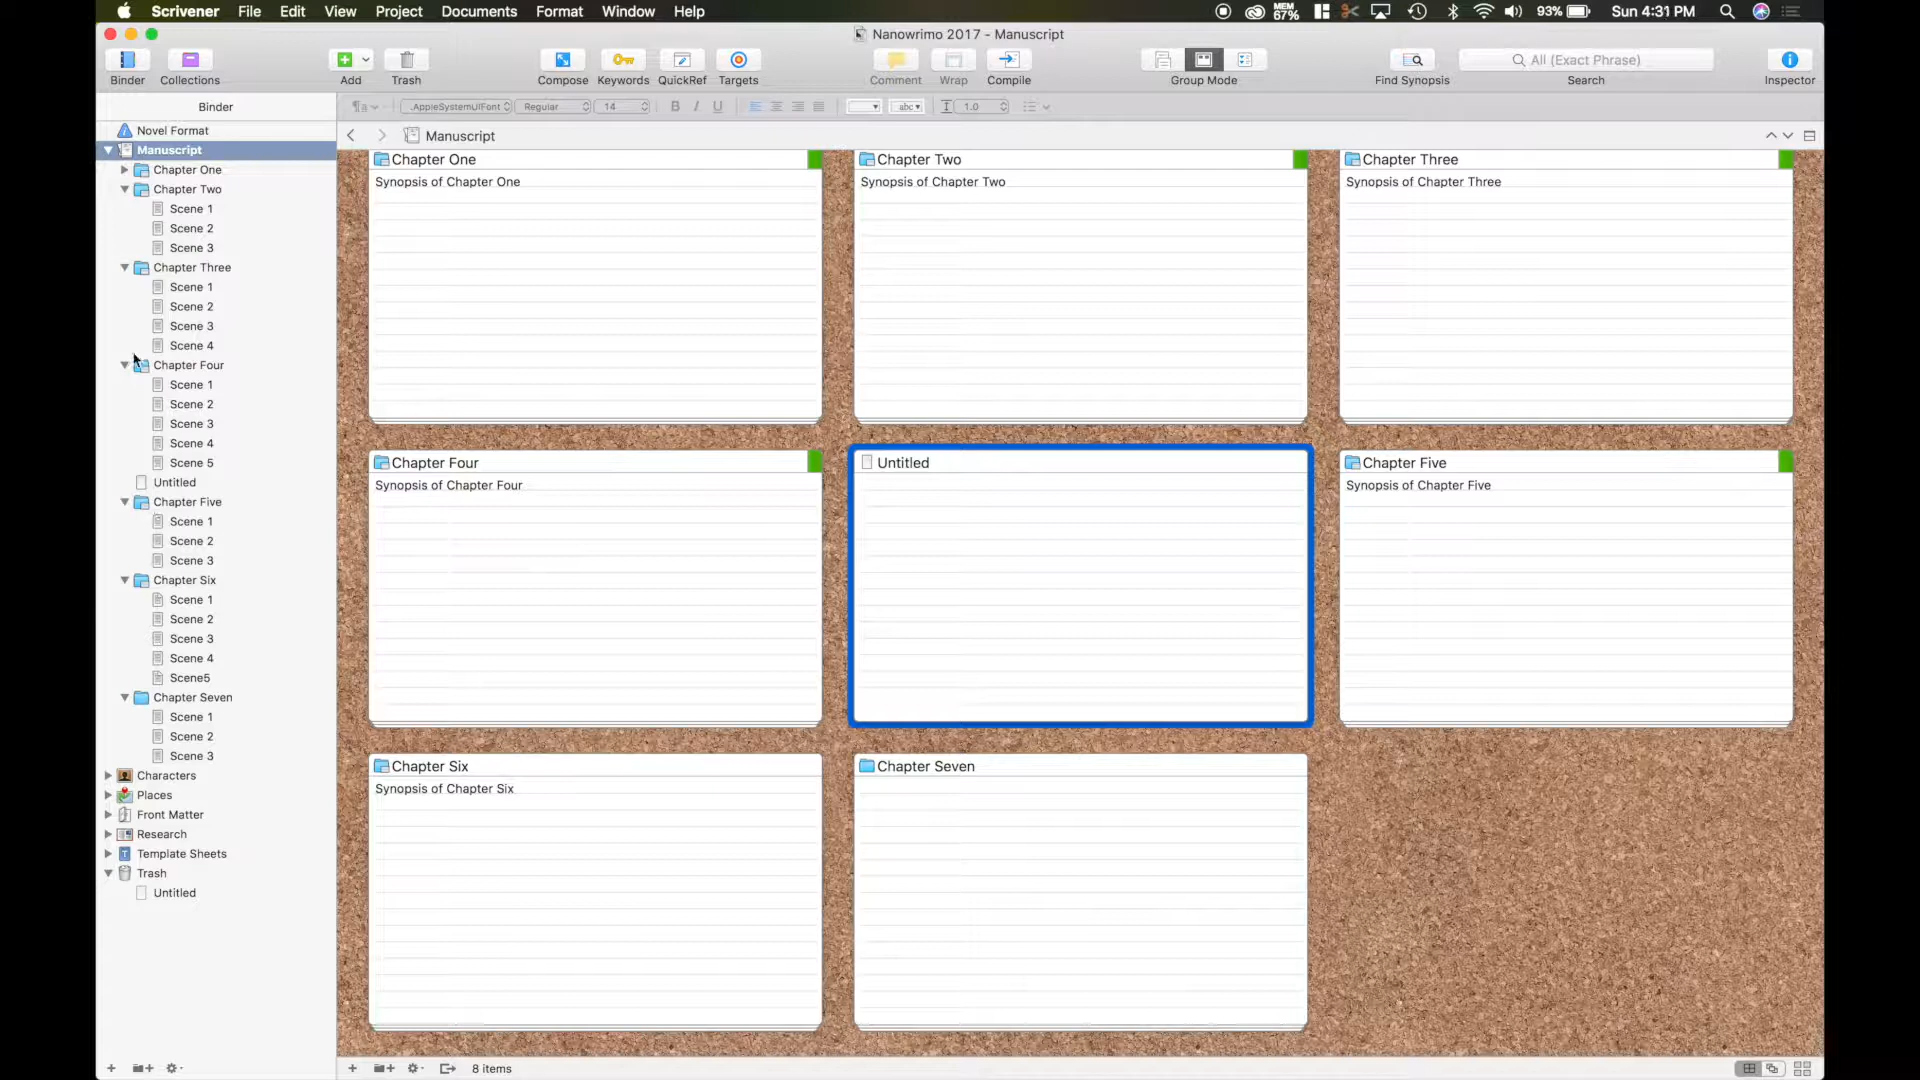 Scrivener File Edit View Project Documents Format Window Help MEM 67% 93% Sun 4:31 PM
Nanowrimo 2017 - Manuscript
Binder Collections Add Trash Compose Keywords QuickRef Targets Comment Wrap Compile Group Mode Find Synopsis All (Exact Phrase) Search Inspector
Binder
.AppleSystemUIFont Regular 14 B I U abc 1.0
Manuscript
Novel Format
Manuscript
Chapter One
Chapter Two
Scene 1
Scene 2
Scene 3
Chapter Three
Scene 1
Scene 2
Scene 3
Scene 4
Chapter Four
Scene 1
Scene 2
Scene 3
Scene 4
Scene 5
Untitled
Chapter Five
Scene 1
Scene 2
Scene 3
Chapter Six
Scene 1
Scene 2
Scene 3
Scene 4
Scene5
Chapter Seven
Scene 1
Scene 2
Scene 3
Characters
Places
Front Matter
Research
Template Sheets
Trash
Untitled
Chapter One
Synopsis of Chapter One
Chapter Two
Synopsis of Chapter Two
Chapter Three
Synopsis of Chapter Three
Chapter Four
Synopsis of Chapter Four
Untitled
Chapter Five
Synopsis of Chapter Five
Chapter Six
Synopsis of Chapter Six
Chapter Seven
8 items